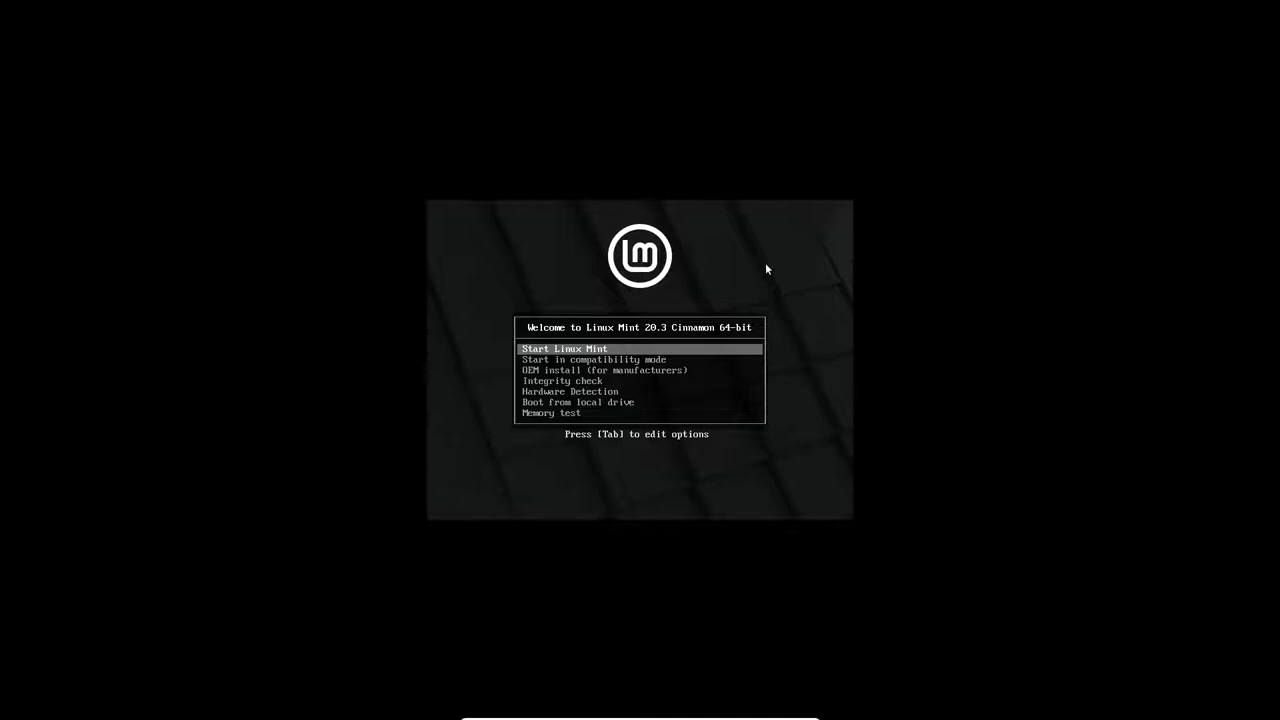 lm
Welcome to Linux Mint 20.3 Cinnamon 64-bit
Start Linux Mint
Start in compatibility mode
OEM install (for manufacturers)
Integrity check
Hardware Detection
Boot from local drive
Memory test
Press [Tab] to edit options